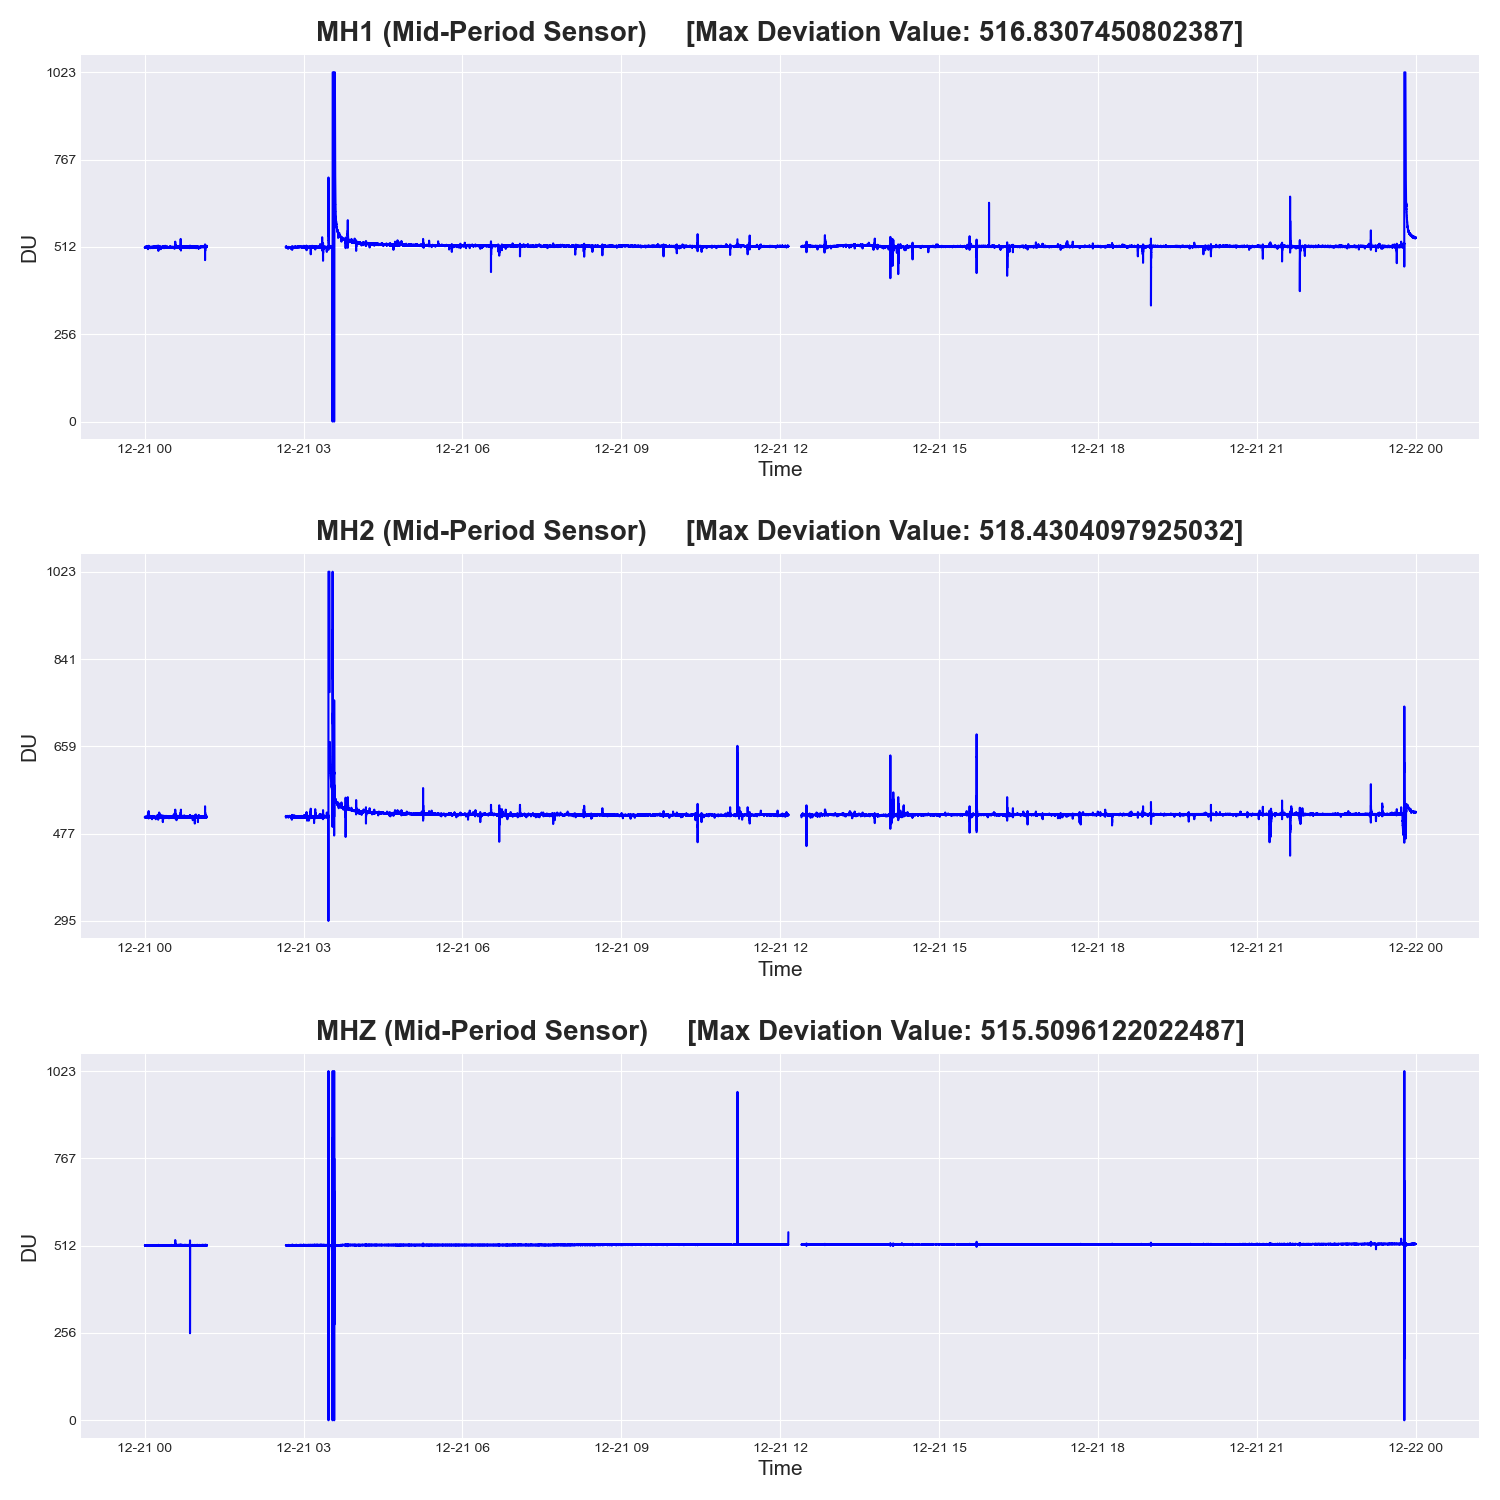 MH1 (Mid-Period Sensor) [Max Deviation Value: 516.8307450802387]
1023
767
512
256
0
DU
12-21 00 12-21 03 12-21 06 12-21 09 12-21 12 12-21 15 12-21 18 12-21 21 12-22 00
Time
MH2 (Mid-Period Sensor) [Max Deviation Value: 518.4304097925032]
1023
841
659
477
295
DU
12-21 00 12-21 03 12-21 06 12-21 09 12-21 12 12-21 15 12-21 18 12-21 21 12-22 00
Time
MHZ (Mid-Period Sensor) [Max Deviation Value: 515.5096122022487]
1023
767
512
256
0
DU
12-21 00 12-21 03 12-21 06 12-21 09 12-21 12 12-21 15 12-21 18 12-21 21 12-22 00
Time